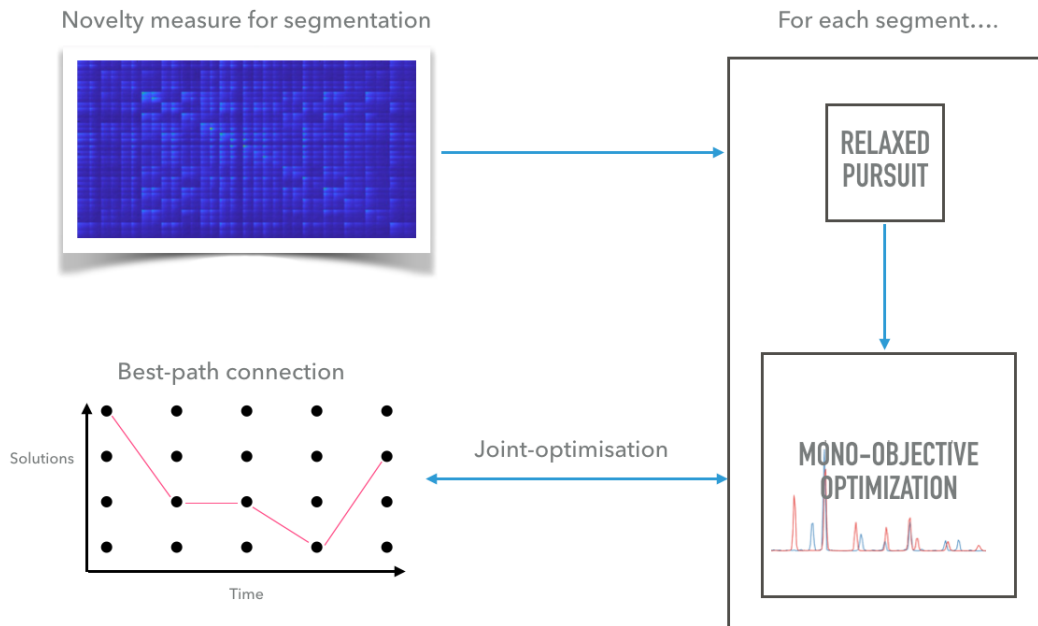 Novelty measure for segmentation
For each segment....
RELAXED
PURSUIT
Best-path connection
Solutions
Time
Joint-optimisation
MONO-OBJECTIVE
OPTIMIZATION